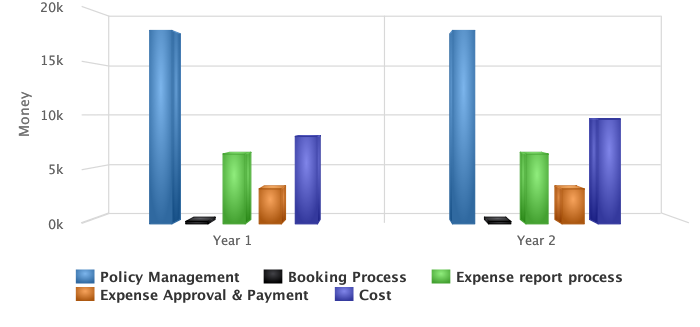 20k
15k
10k
5k
0k
Money
Year 1 Year 2
Policy Management Booking Process Expense report process
Expense Approval & Payment Cost